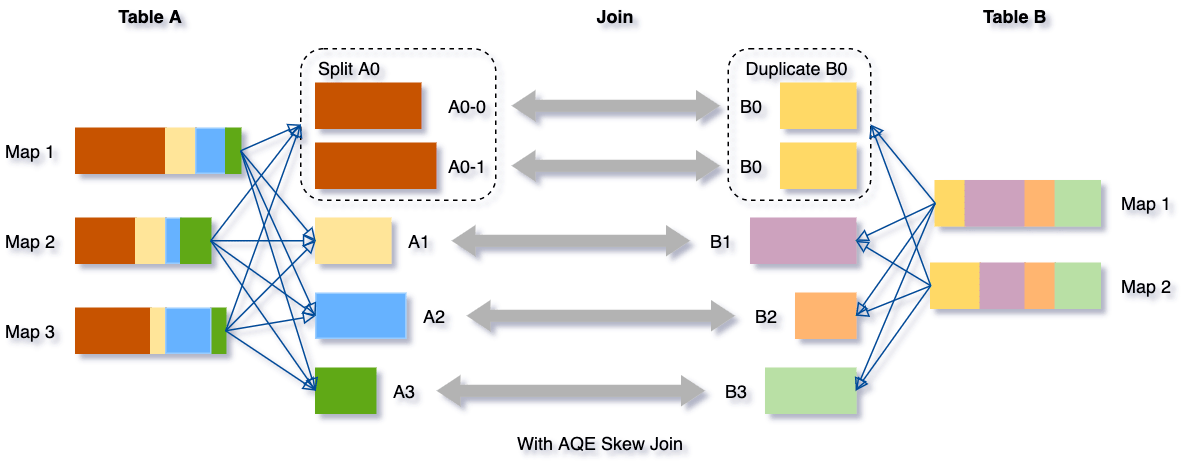 Table A
Join
Table B
Split A0
Duplicate B0
A0-0
B0
Map 1
A0-1
B0
Map 1
Map 2
A1
B1
Map 2
Map 3
A2
B2
A3
B3
With AQE Skew Join